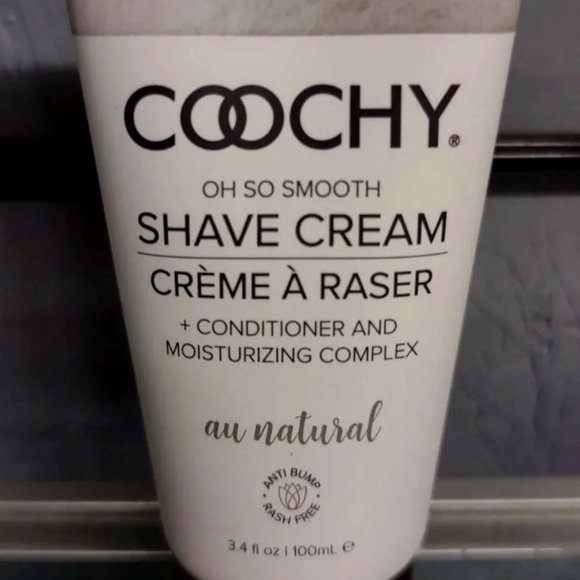 COOCHY®
OH SO SMOOTH
SHAVE CREAM
CRÈME À RASER
+ CONDITIONER AND
MOISTURIZING COMPLEX
au natural
ANTI BUMP
RASH FREE
3.4 fl oz | 100mL ℮